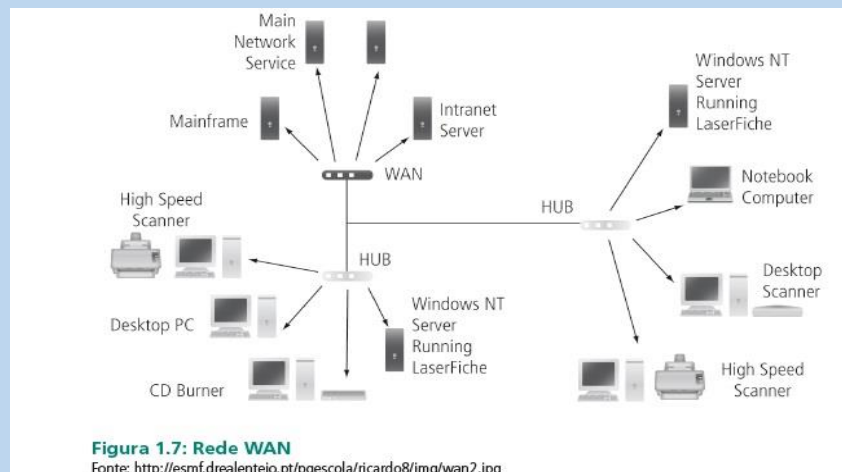 Main
Network
Service
Mainframe
Intranet
Server
WAN
Windows NT
Server
Running
LaserFiche
Notebook
Computer
HUB
High Speed
Scanner
HUB
Desktop
Scanner
Desktop PC
Windows NT
Server
Running
LaserFiche
CD Burner
High Speed
Scanner
Figura 1.7: Rede WAN
Fonte: http://esmf.drealentejo.pt/pgescola/ricardo8/img/wan2.jpg